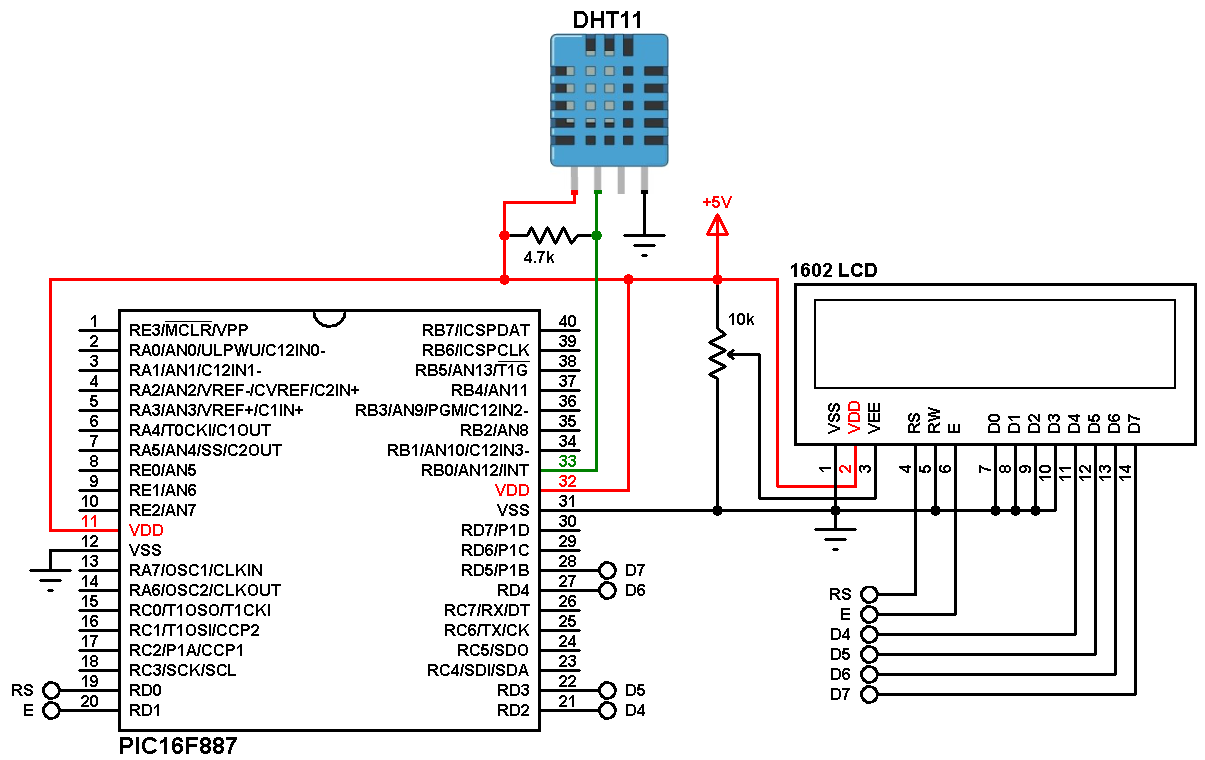 DHT11
+5V
4.7k
1602 LCD
10k
VSS
VDD
VEE
RS
RW
E
D0
D1
D2
D3
D4
D5
D6
D7
1
2
3
4
5
6
7
8
9
10
11
12
13
14
1 RE3/MCLR/VPP RB7/ICSPDAT 40
2 RA0/AN0/ULPWU/C12IN0- RB6/ICSPCLK 39
3 RA1/AN1/C12IN1- RB5/AN13/T1G 38
4 RA2/AN2/VREF-/CVREF/C2IN+ RB4/AN11 37
5 RA3/AN3/VREF+/C1IN+ RB3/AN9/PGM/C12IN2- 36
6 RA4/T0CKI/C1OUT RB2/AN8 35
7 RA5/AN4/SS/C2OUT RB1/AN10/C12IN3- 34
8 RE0/AN5 RB0/AN12/INT 33
9 RE1/AN6 VDD 32
10 RE2/AN7 VSS 31
11 VDD RD7/P1D 30
12 VSS RD6/P1C 29
13 RA7/OSC1/CLKIN RD5/P1B 28 D7
14 RA6/OSC2/CLKOUT RD4 27 D6
15 RC0/T1OSO/T1CKI RC7/RX/DT 26
16 RC1/T1OSI/CCP2 RC6/TX/CK 25
17 RC2/P1A/CCP1 RC5/SDO 24
18 RC3/SCK/SCL RC4/SDI/SDA 23
RS 19 RD0 RD3 22 D5
E 20 RD1 RD2 21 D4
PIC16F887
RS
E
D4
D5
D6
D7